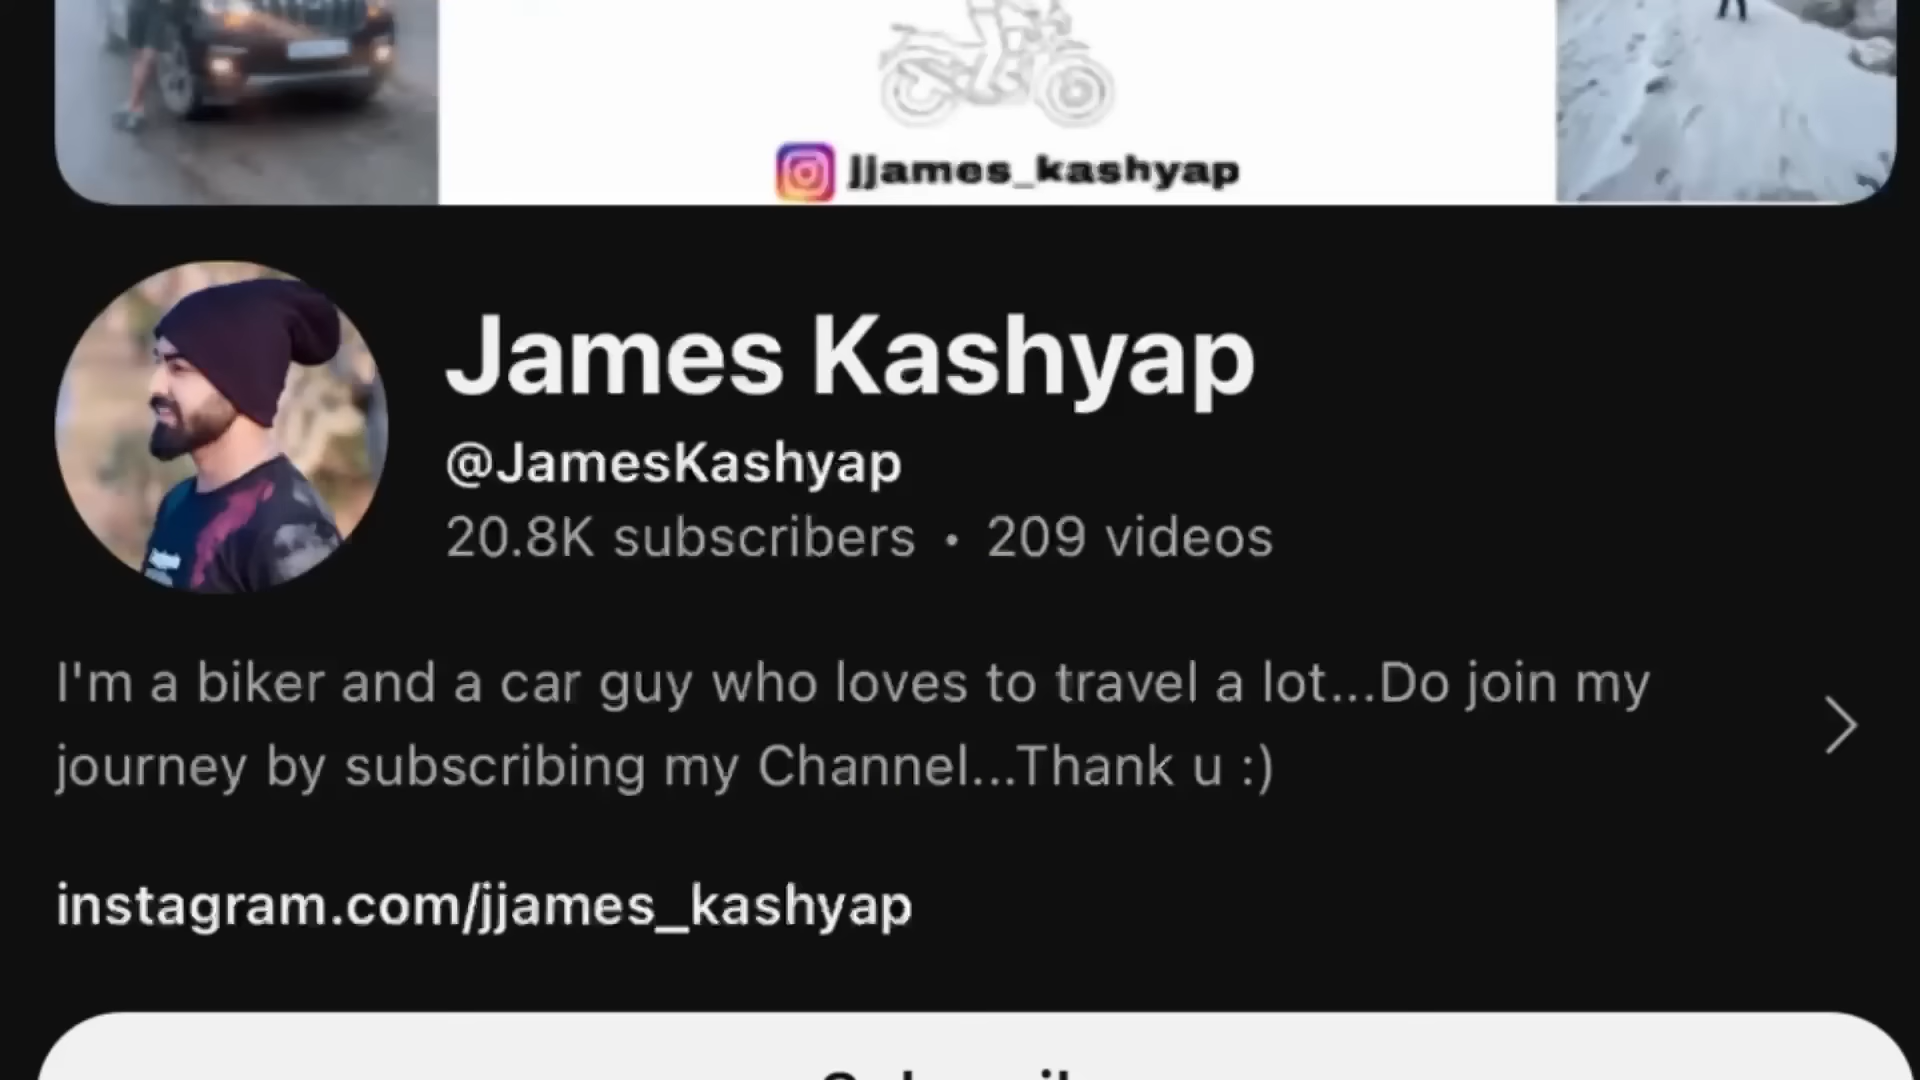 jjames_kashyap
James Kashyap
@JamesKashyap
20.8K subscribers • 209 videos
I'm a biker and a car guy who loves to travel a lot...Do join my
journey by subscribing my Channel...Thank u :)
instagram.com/jjames_kashyap